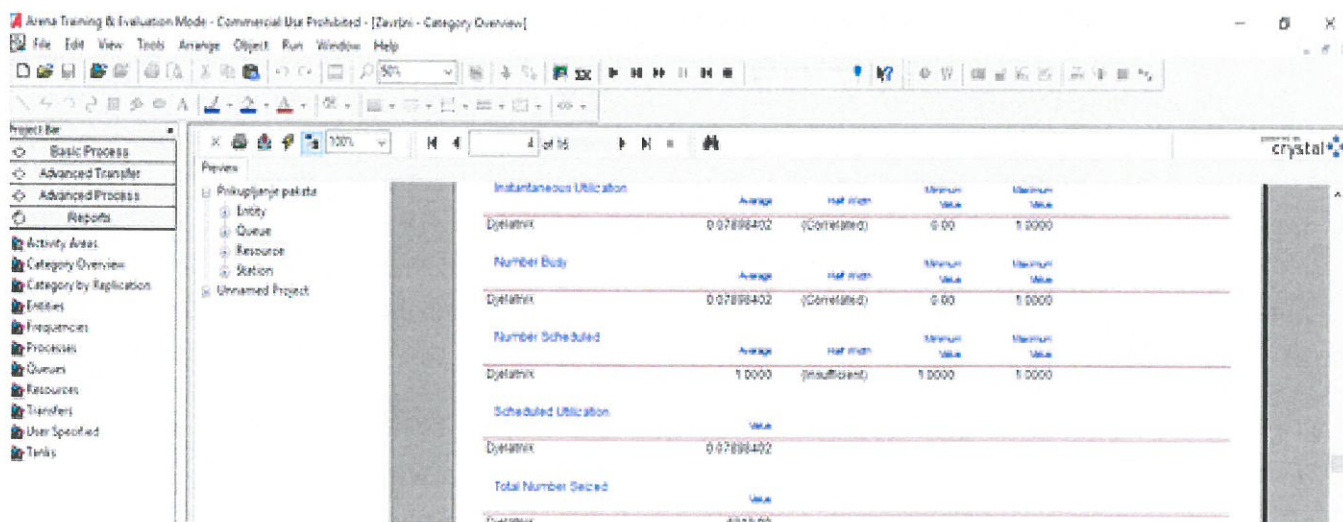 Arena Training & Evaluation Mode - Commercial Use Prohibited - [Završni - Category Overview]
File Edit View Tools Arrange Object Run Window Help
50%
Project Bar
Basic Process
Advanced Transfer
Advanced Process
Reports
Activity Areas
Category Overview
Category by Replication
Entities
Frequencies
Processes
Queues
Resources
Transfers
User Specified
Tanks
100%
4 of 16
crystal
Preview
Prikupljanje paketa
Entity
Queue
Resource
Station
Unnamed Project
Instantaneous Utilization
Average Half Width Minimum Value Maximum Value
Djelatnik 0.07898402 (Correlated) 0.00 1.0000
Number Busy
Average Half Width Minimum Value Maximum Value
Djelatnik 0.07898402 (Correlated) 0.00 1.0000
Number Scheduled
Average Half Width Minimum Value Maximum Value
Djelatnik 1.0000 (Insufficient) 1.0000 1.0000
Scheduled Utilization
Value
Djelatnik 0.07898402
Total Number Seized
Value
Djelatnik